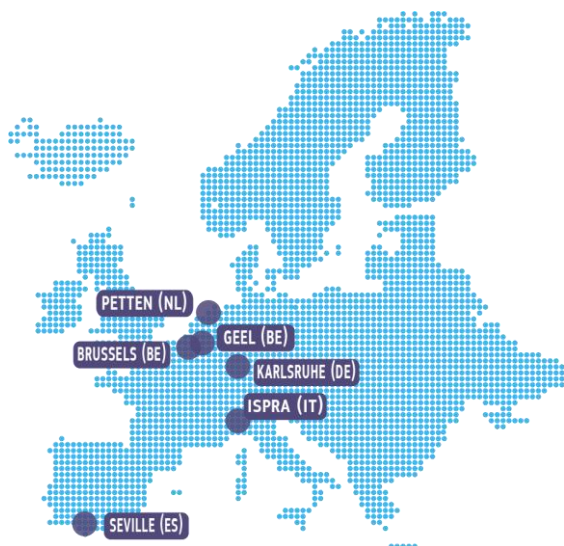 PETTEN (NL)
GEEL (BE)
BRUSSELS (BE)
KARLSRUHE (DE)
ISPRA (IT)
SEVILLE (ES)